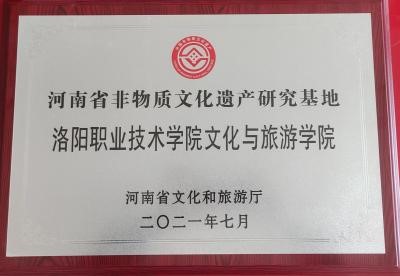 河南省非物质文化遗产研究基地
洛阳职业技术学院文化与旅游学院
河南省文化和旅游厅
二〇二一年七月